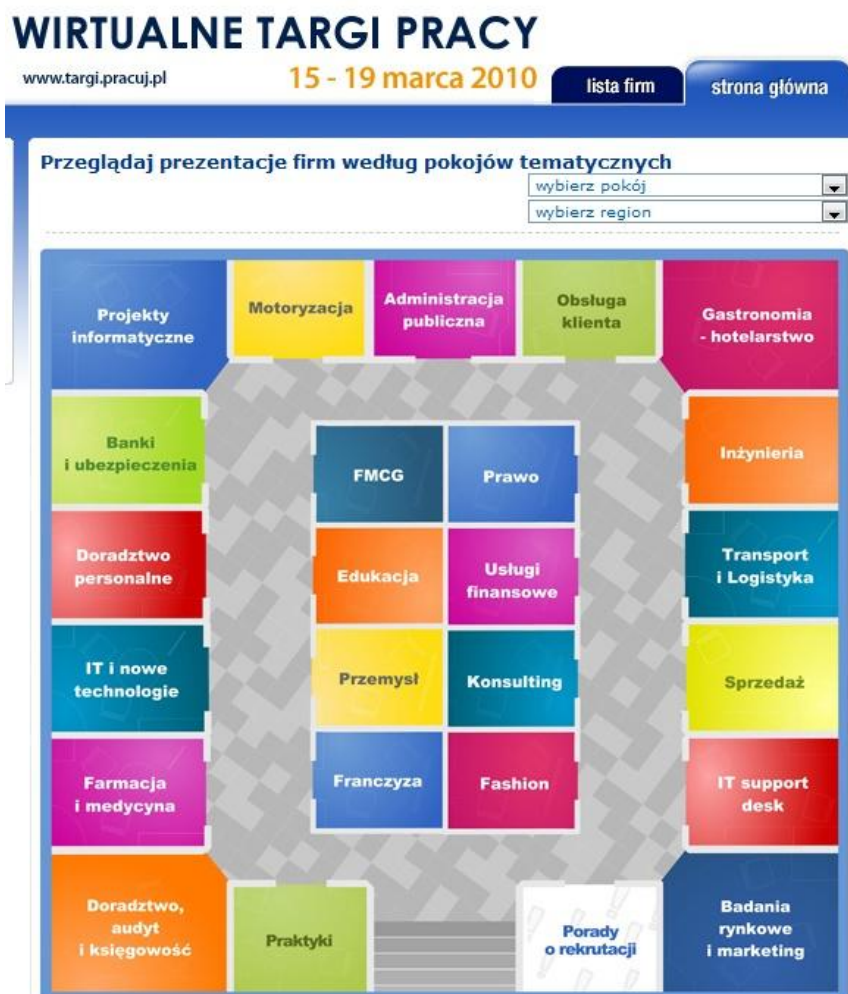 WIRTUALNE TARGI PRACY
www.targi.pracuj.pl
15 - 19 marca 2010
lista firm
strona główna
Przeglądaj prezentacje firm według pokojów tematycznych
wybierz pokój
wybierz region
Projekty
informatyczne
Motoryzacja
Administracja
publiczna
Obsługa
klienta
Gastronomia
- hotelarstwo
Banki
i ubezpieczenia
FMCG
Prawo
Inżynieria
Doradztwo
personalne
Edukacja
Usługi
finansowe
Transport
i Logistyka
IT i nowe
technologie
Przemysł
Konsulting
Sprzedaż
Farmacja
i medycyna
Franczyza
Fashion
IT support
desk
Doradztwo,
audyt
i księgowość
Praktyki
Porady
o rekrutacji
Badania
rynkowe
i marketing